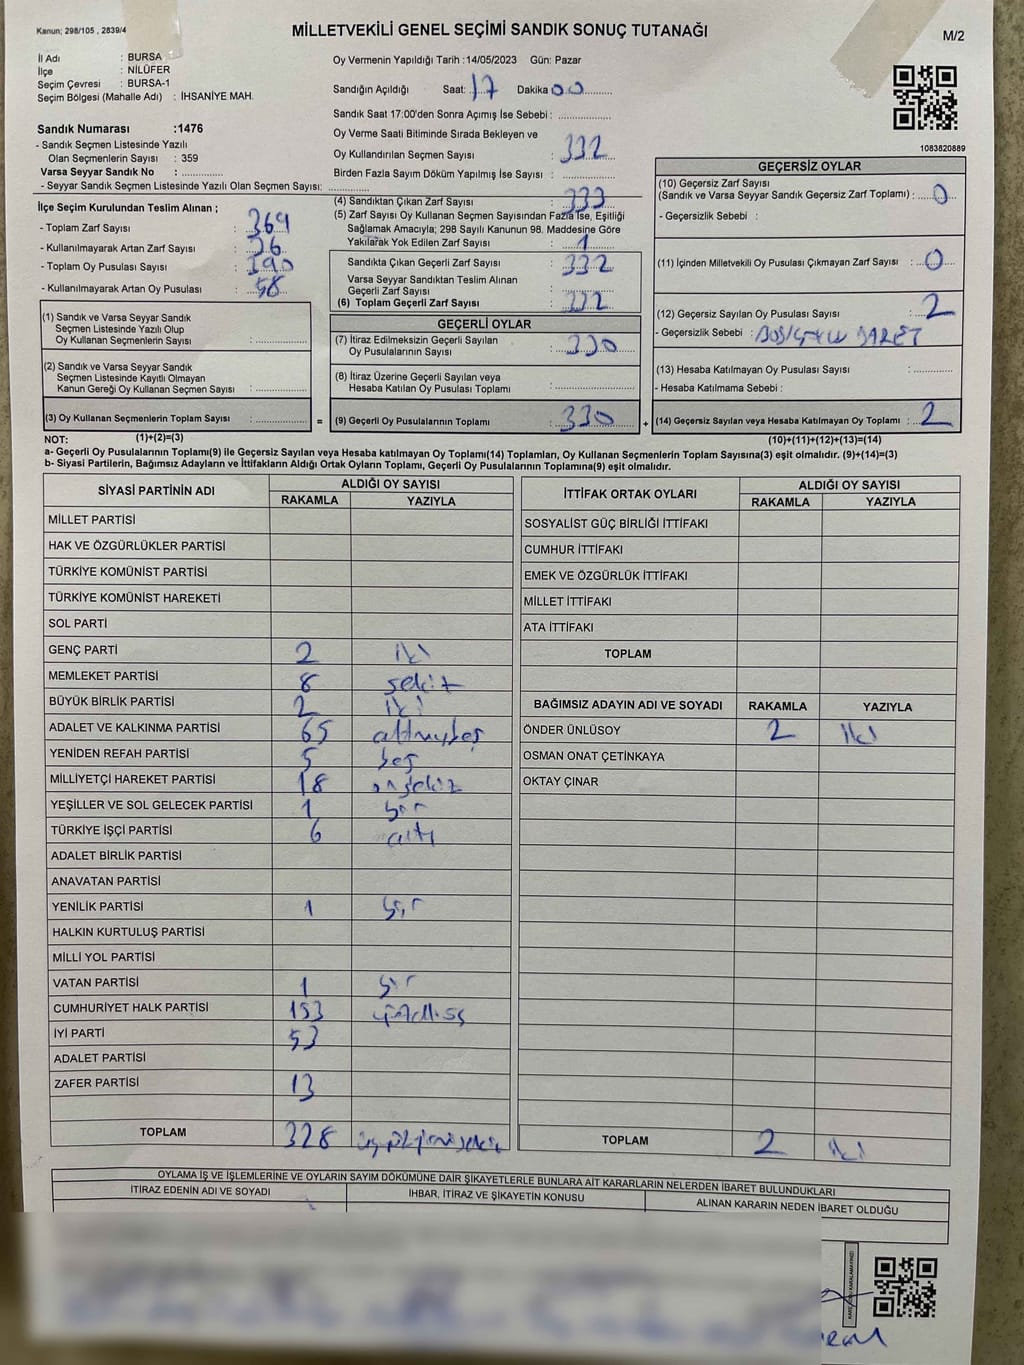 Kanun; 298/105 , 2839/4
MİLLETVEKİLİ GENEL SEÇİMİ SANDIK SONUÇ TUTANAĞI
M/2
İl Adı : BURSA
İlçe : NİLÜFER
Seçim Çevresi : BURSA-1
Seçim Bölgesi (Mahalle Adı) : İHSANİYE MAH.
Sandık Numarası :1476
- Sandık Seçmen Listesinde Yazılı
Olan Seçmenlerin Sayısı : 359
Varsa Seyyar Sandık No :
- Seyyar Sandık Seçmen Listesinde Yazılı Olan Seçmen Sayısı:
Oy Vermenin Yapıldığı Tarih :14/05/2023 Gün: Pazar
Sandığın Açıldığı Saat: 17 Dakika 00
Sandık Saat 17:00'den Sonra Açımış İse Sebebi :
Oy Verme Saati Bitiminde Sırada Bekleyen ve
Oy Kullandırılan Seçmen Sayısı : 332
Birden Fazla Sayım Döküm Yapılmış İse Sayısı :
1083820889
İlçe Seçim Kurulundan Teslim Alınan ;
- Toplam Zarf Sayısı : 369
- Kullanılmayarak Artan Zarf Sayısı : 36
- Toplam Oy Pusulası Sayısı : 390
- Kullanılmayarak Artan Oy Pusulası : 58
(4) Sandıktan Çıkan Zarf Sayısı : 333
(5) Zarf Sayısı Oy Kullanan Seçmen Sayısından Fazla İse, Eşitliği
Sağlamak Amacıyla; 298 Sayılı Kanunun 98. Maddesine Göre
Yakılarak Yok Edilen Zarf Sayısı : 1
Sandıkta Çıkan Geçerli Zarf Sayısı : 332
Varsa Seyyar Sandıktan Teslim Alınan
Geçerli Zarf Sayısı :
(6) Toplam Geçerli Zarf Sayısı : 332
GEÇERSİZ OYLAR
(10) Geçersiz Zarf Sayısı
(Sandık ve Varsa Seyyar Sandık Geçersiz Zarf Toplamı) : 0
- Geçersizlik Sebebi :
(11) İçinden Milletvekili Oy Pusulası Çıkmayan Zarf Sayısı : 0
(12) Geçersiz Sayılan Oy Pusulası Sayısı : 2
- Geçersizlik Sebebi : BOŞ/
(13) Hesaba Katılmayan Oy Pusulası Sayısı :
- Hesaba Katılmama Sebebi :
(14) Geçersiz Sayılan veya Hesaba Katılmayan Oy Toplamı : 2
(10)+(11)+(12)+(13)=(14)
(1) Sandık ve Varsa Seyyar Sandık
Seçmen Listesinde Yazılı Olup
Oy Kullanan Seçmenlerin Sayısı :
(2) Sandık ve Varsa Seyyar Sandık
Seçmen Listesinde Kayıtlı Olmayan
Kanun Gereği Oy Kullanan Seçmen Sayısı :
(3) Oy Kullanan Seçmenlerin Toplam Sayısı : =
GEÇERLİ OYLAR
(7) İtiraz Edilmeksizin Geçerli Sayılan
Oy Pusulalarının Sayısı : 330
(8) İtiraz Üzerine Geçerli Sayılan veya
Hesaba Katılan Oy Pusulaları Toplamı :
(9) Geçerli Oy Pusulalarının Toplamı : 330 +
NOT: (1)+(2)=(3)
a- Geçerli Oy Pusulalarının Toplamı(9) ile Geçersiz Sayılan veya Hesaba katılmayan Oy Toplamı(14) Toplamları, Oy Kullanan Seçmenlerin Toplam Sayısına(3) eşit olmalıdır. (9)+(14)=(3)
b- Siyasi Partilerin, Bağımsız Adayların ve İttifakların Aldığı Ortak Oyların Toplamı, Geçerli Oy Pusulalarının Toplamına(9) eşit olmalıdır.
SİYASİ PARTİNİN ADI ALDIĞI OY SAYISI
RAKAMLA YAZIYLA
MİLLET PARTİSİ
HAK VE ÖZGÜRLÜKLER PARTİSİ
TÜRKİYE KOMÜNİST PARTİSİ
TÜRKİYE KOMÜNİST HAREKETİ
SOL PARTİ
GENÇ PARTİ 2 iki
MEMLEKET PARTİSİ 8 sekiz
BÜYÜK BİRLİK PARTİSİ 2 iki
ADALET VE KALKINMA PARTİSİ 65 altmışbeş
YENİDEN REFAH PARTİSİ 5 beş
MİLLİYETÇİ HAREKET PARTİSİ 18 onsekiz
YEŞİLLER VE SOL GELECEK PARTİSİ 1 bir
TÜRKİYE İŞÇİ PARTİSİ 6 altı
ADALET BİRLİK PARTİSİ
ANAVATAN PARTİSİ
YENİLİK PARTİSİ 1 bir
HALKIN KURTULUŞ PARTİSİ
MİLLİ YOL PARTİSİ
VATAN PARTİSİ 1 bir
CUMHURİYET HALK PARTİSİ 153
İYİ PARTİ 53
ADALET PARTİSİ
ZAFER PARTİSİ 13
TOPLAM 328 üçyüzyirmisekiz
İTTİFAK ORTAK OYLARI ALDIĞI OY SAYISI
RAKAMLA YAZIYLA
SOSYALİST GÜÇ BİRLİĞİ İTTİFAKI
CUMHUR İTTİFAKI
EMEK VE ÖZGÜRLÜK İTTİFAKI
MİLLET İTTİFAKI
ATA İTTİFAKI
TOPLAM
BAĞIMSIZ ADAYIN ADI VE SOYADI RAKAMLA YAZIYLA
ÖNDER ÜNLÜSOY 2 iki
OSMAN ONAT ÇETİNKAYA
OKTAY ÇINAR
TOPLAM 2 iki
OYLAMA İŞ VE İŞLEMLERİNE VE OYLARIN SAYIM DÖKÜMÜNE DAİR ŞİKAYETLERLE BUNLARA AİT KARARLARIN NELERDEN İBARET BULUNDUKLARI
İTİRAZ EDENİN ADI VE SOYADI İHBAR, İTİRAZ VE ŞİKAYETİN KONUSU ALINAN KARARIN NEDEN İBARET OLDUĞU